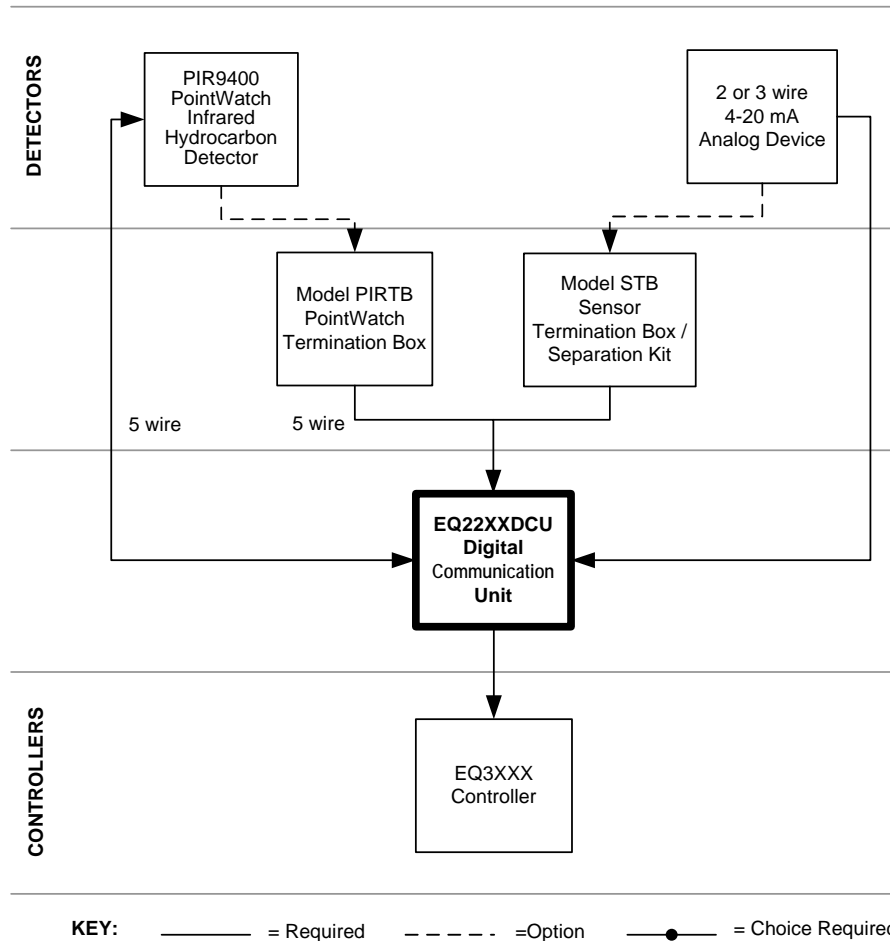 DETECTORS
PIR9400
PointWatch
Infrared
Hydrocarbon
Detector
2 or 3 wire
4-20 mA
Analog Device
Model PIRTB
PointWatch
Termination Box
Model STB
Sensor
Termination Box /
Separation Kit
5 wire
5 wire
EQ22XXDCU
Digital
Communication
Unit
CONTROLLERS
EQ3XXX
Controller
KEY:
= Required
=Option
= Choice Required